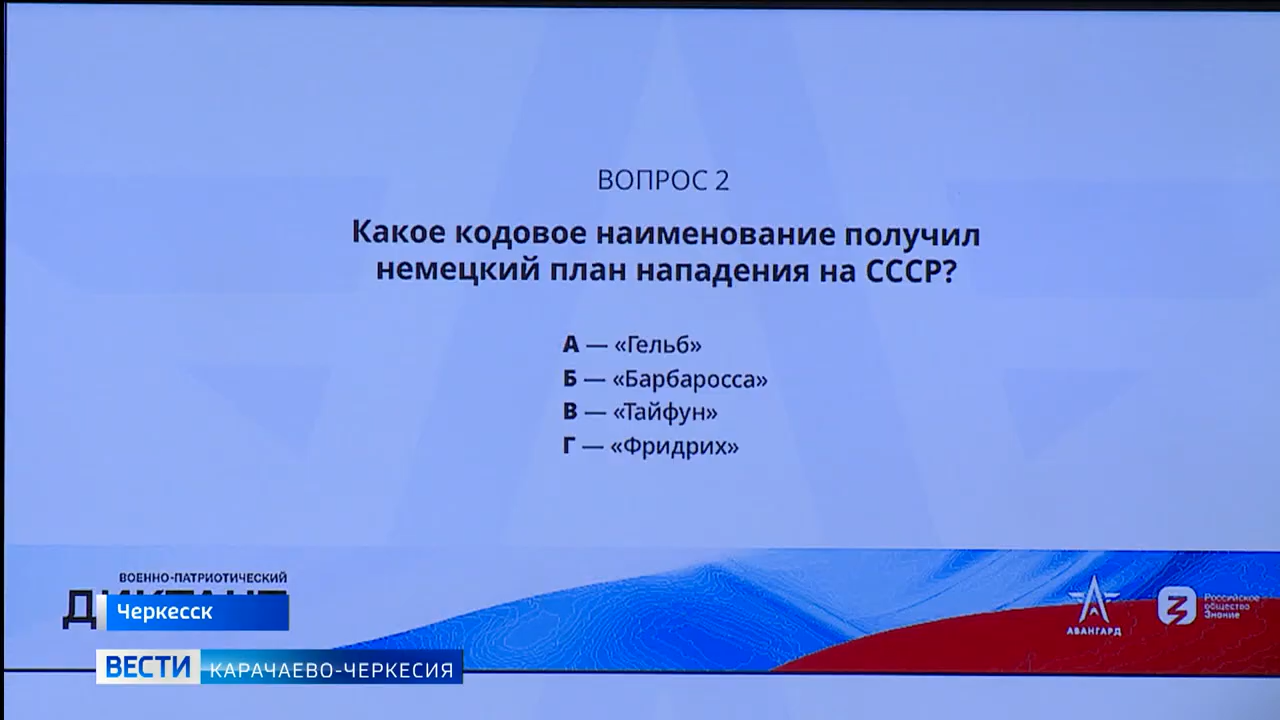 ВОПРОС 2
Какое кодовое наименование получил
немецкий план нападения на СССР?
А — «Гельб»
Б — «Барбаросса»
В — «Тайфун»
Г — «Фридрих»
ВОЕННО-ПАТРИОТИЧЕСКИЙ
Черкесск
АВАНГАРД
Российское
общество
Знание
ВЕСТИ КАРАЧАЕВО-ЧЕРКЕСИЯ